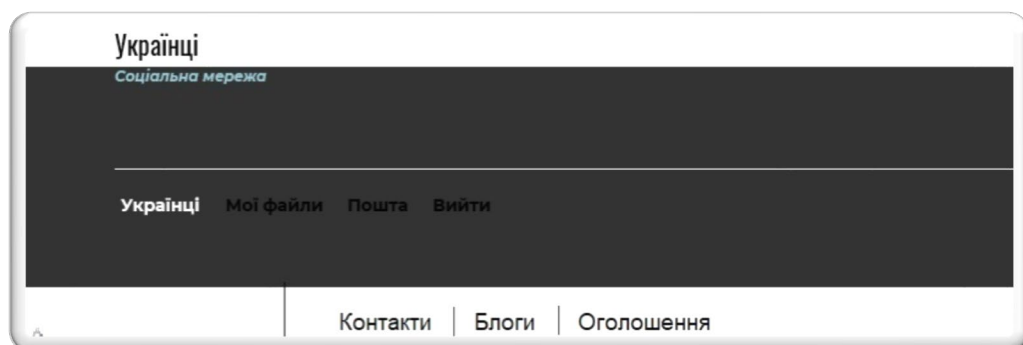 Українці
Соціальна мережа
Українці Мої файли Пошта Вийти
Контакти Блоги Оголошення